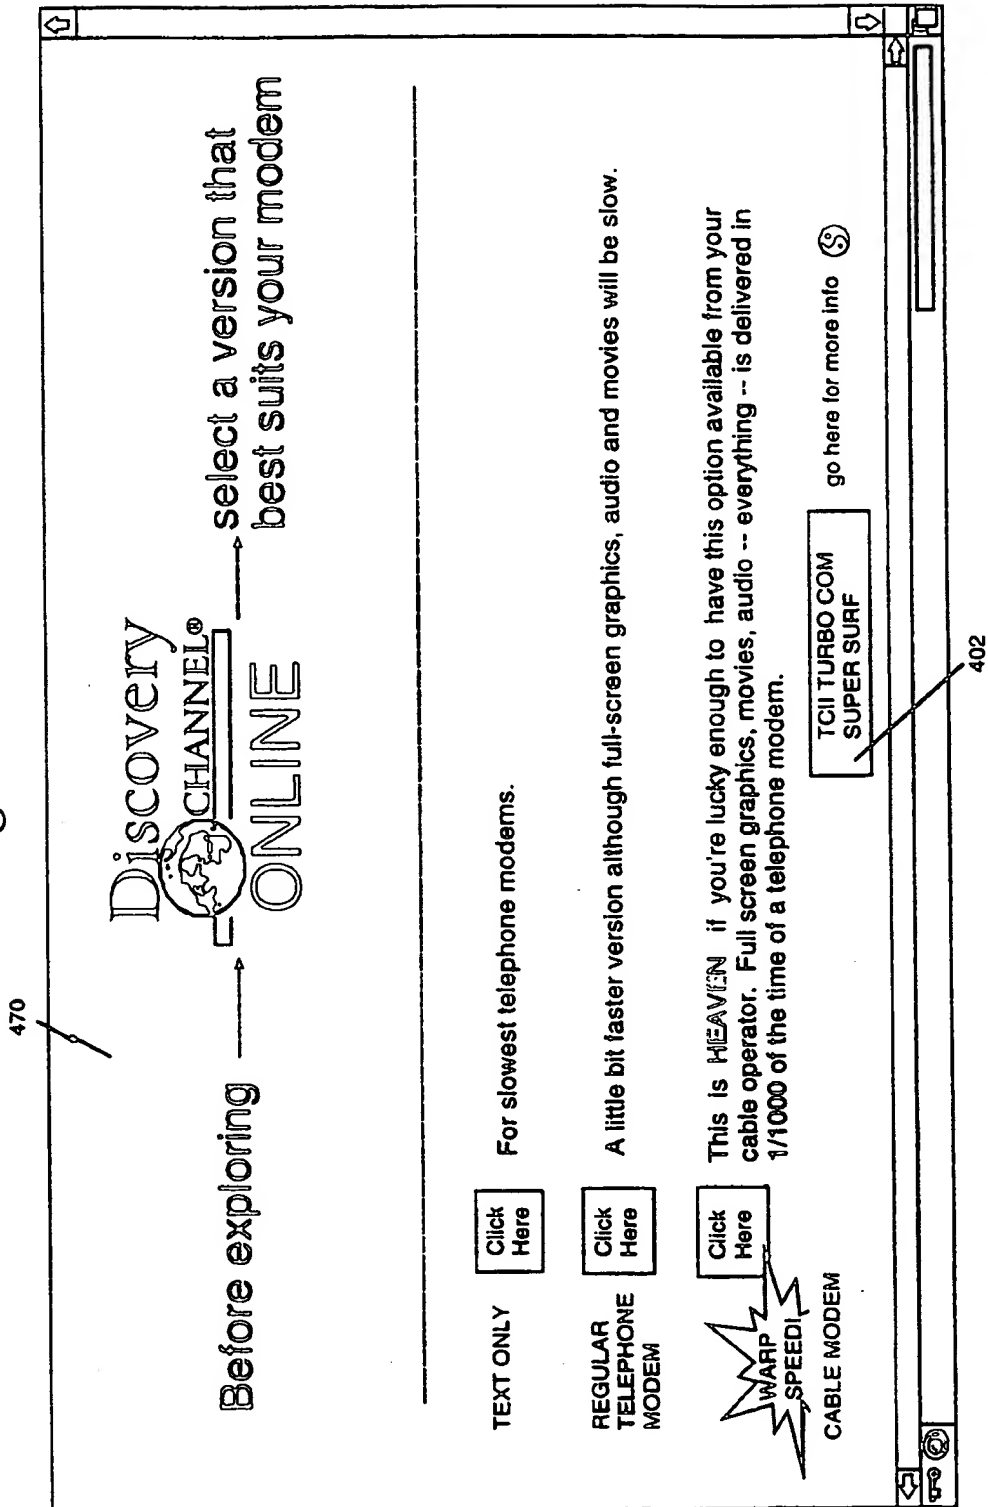 470
Before exploring
Discovery
CHANNEL®
ONLINE
select a version that
best suits your modem
TEXT ONLY
Click
Here
For slowest telephone modems.
REGULAR
TELEPHONE
MODEM
Click
Here
A little bit faster version although full-screen graphics, audio and movies will be slow.
WARP
SPEED!
CABLE MODEM
Click
Here
This is HEAVEN if you're lucky enough to have this option available from your
cable operator. Full screen graphics, movies, audio -- everything -- is delivered in
1/1000 of the time of a telephone modem.
TCII TURBO COM
SUPER SURF
go here for more into
402